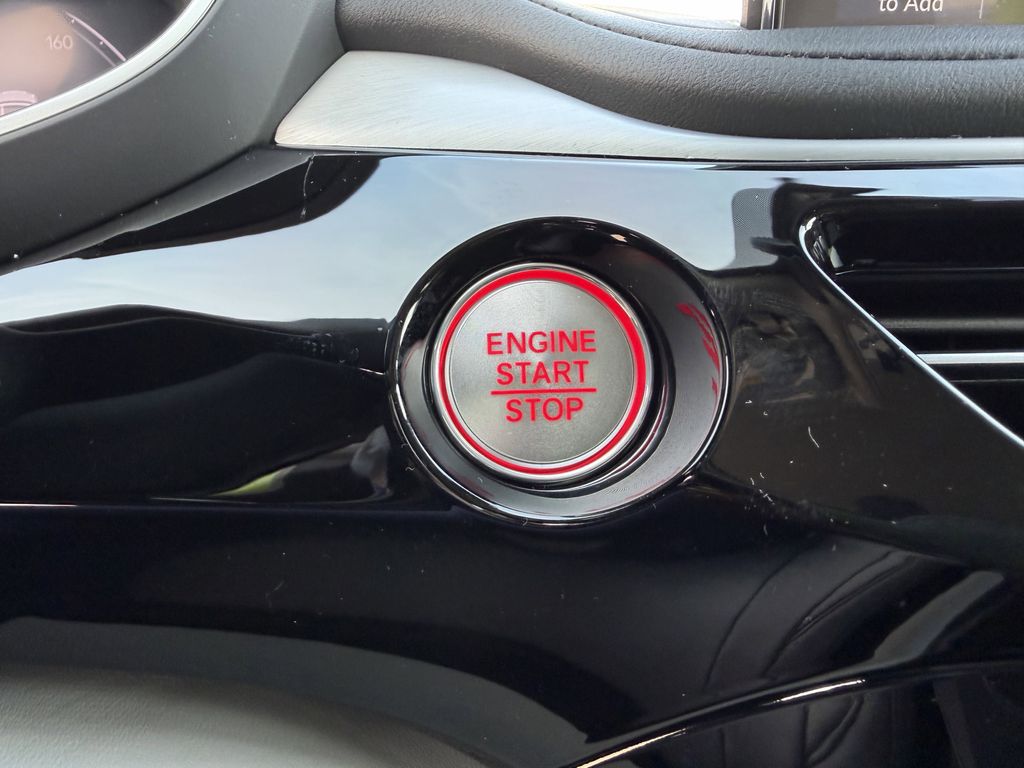 to Add
160
ENGINE
START
STOP